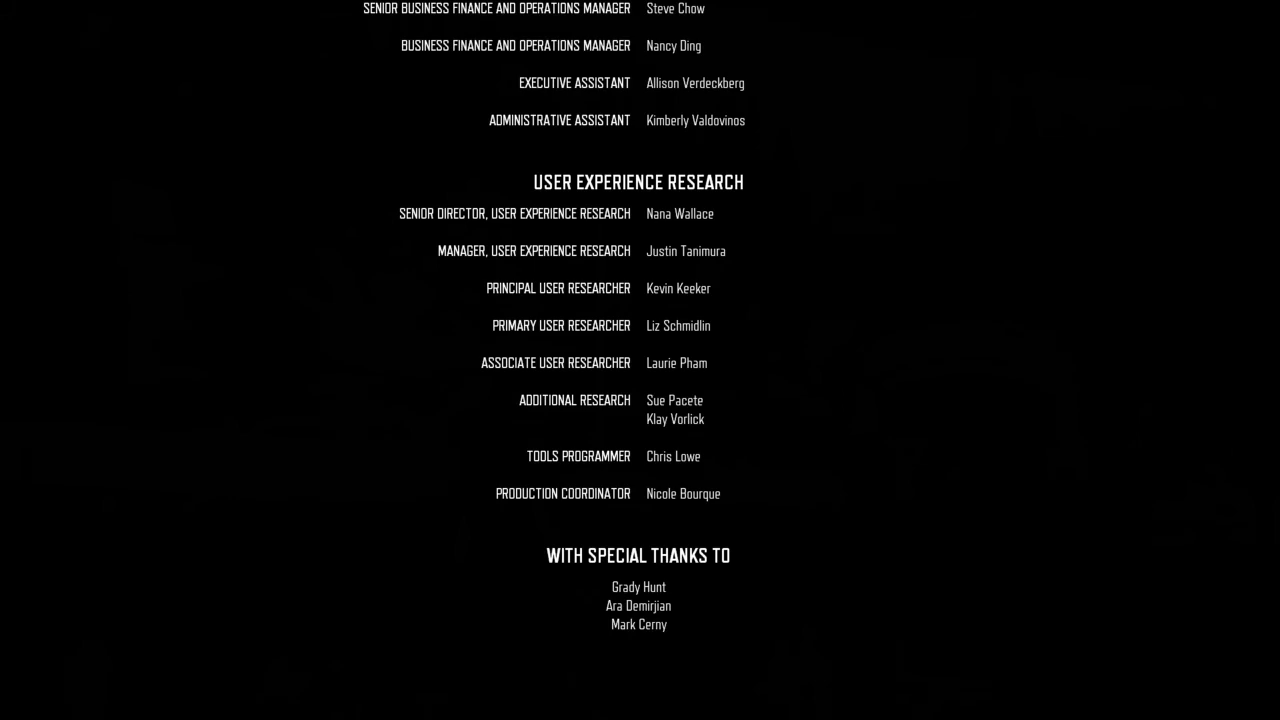 SENIOR BUSINESS FINANCE AND OPERATIONS MANAGER Steve Chow
BUSINESS FINANCE AND OPERATIONS MANAGER Nancy Ding
EXECUTIVE ASSISTANT Allison Verdeckberg
ADMINISTRATIVE ASSISTANT Kimberly Valdovinos
USER EXPERIENCE RESEARCH
SENIOR DIRECTOR, USER EXPERIENCE RESEARCH Nana Wallace
MANAGER, USER EXPERIENCE RESEARCH Justin Tanimura
PRINCIPAL USER RESEARCHER Kevin Keeker
PRIMARY USER RESEARCHER Liz Schmidlin
ASSOCIATE USER RESEARCHER Laurie Pham
ADDITIONAL RESEARCH Sue Pacete
Klay Vorlick
TOOLS PROGRAMMER Chris Lowe
PRODUCTION COORDINATOR Nicole Bourque
WITH SPECIAL THANKS TO
Grady Hunt
Ara Demirjian
Mark Cerny